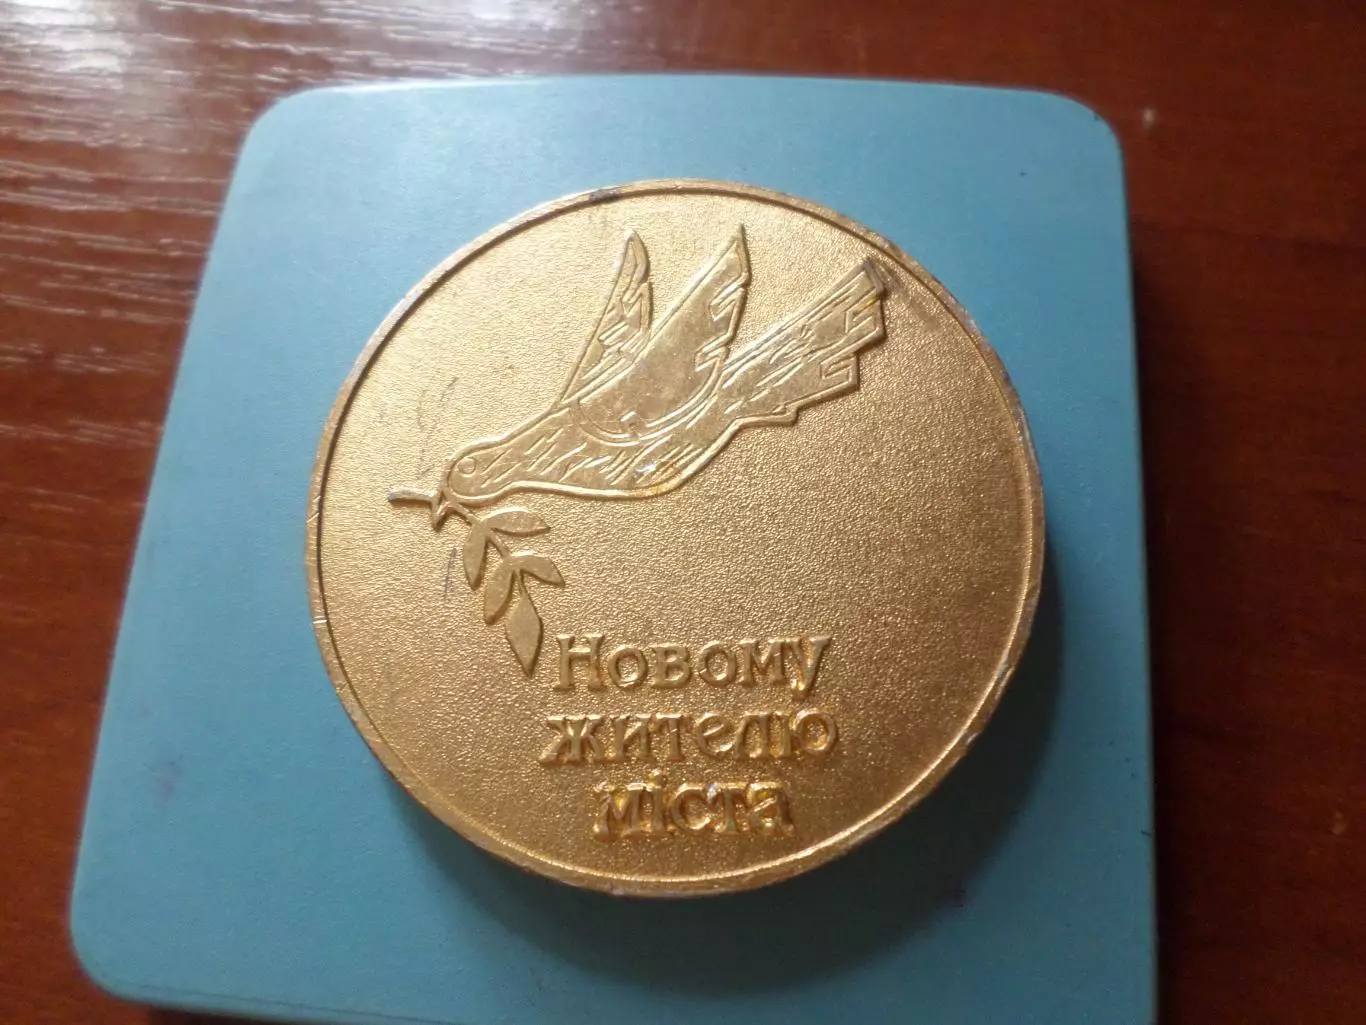 Новому
жителю
міста